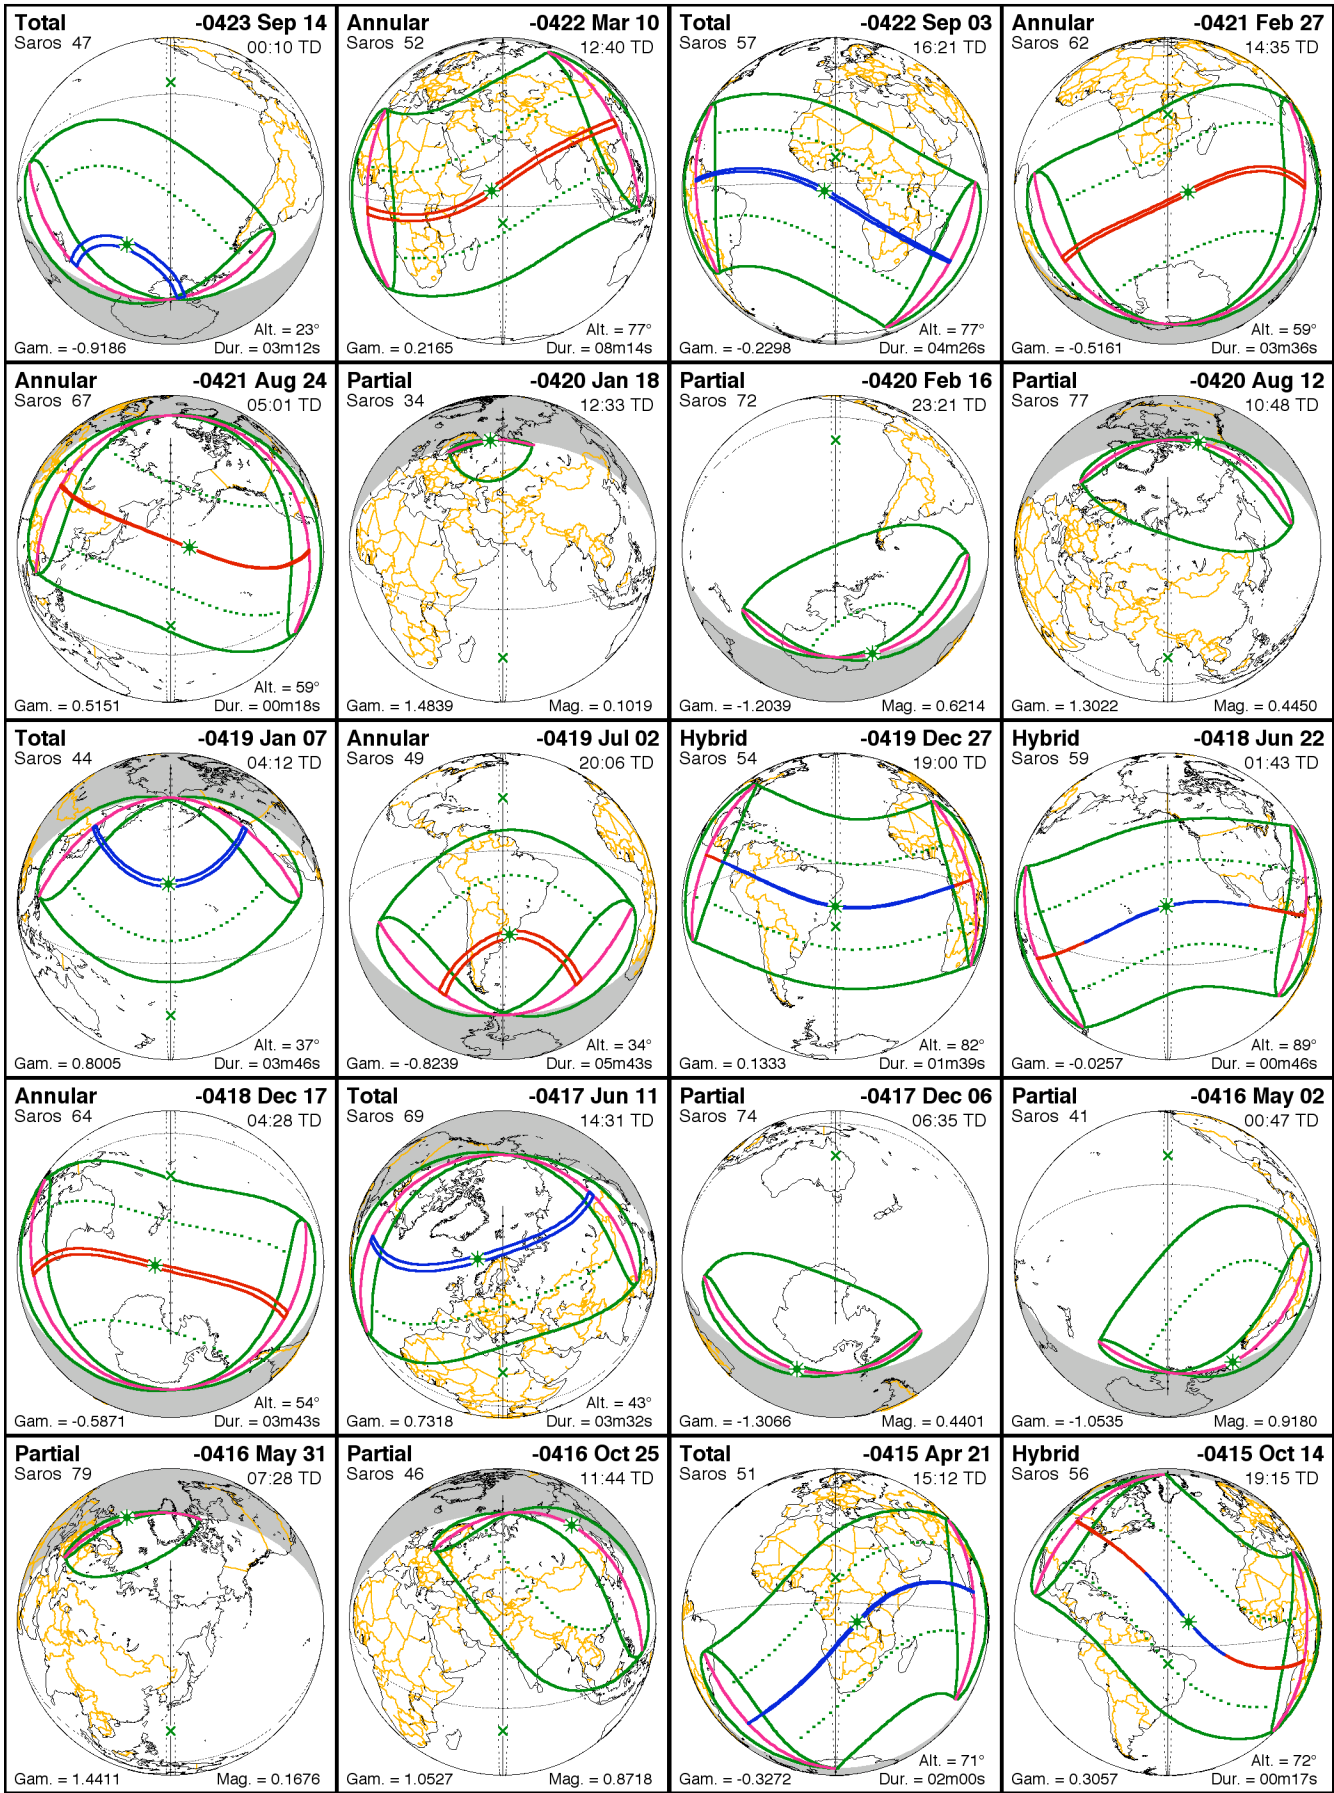 Total -0423 Sep 14
Saros 47 00:10 TD
Alt. = 23°
Gam. = -0.9186 Dur. = 03m12s
Annular -0422 Mar 10
Saros 52 12:40 TD
Alt. = 77°
Gam. = 0.2165 Dur. = 08m14s
Total -0422 Sep 03
Saros 57 16:21 TD
Alt. = 77°
Gam. = -0.2298 Dur. = 04m26s
Annular -0421 Feb 27
Saros 62 14:35 TD
Alt. = 59°
Gam. = -0.5161 Dur. = 03m36s
Annular -0421 Aug 24
Saros 67 05:01 TD
Alt. = 59°
Gam. = 0.5151 Dur. = 00m18s
Partial -0420 Jan 18
Saros 34 12:33 TD
Gam. = 1.4839 Mag. = 0.1019
Partial -0420 Feb 16
Saros 72 23:21 TD
Gam. = -1.2039 Mag. = 0.6214
Partial -0420 Aug 12
Saros 77 10:48 TD
Gam. = 1.3022 Mag. = 0.4450
Total -0419 Jan 07
Saros 44 04:12 TD
Alt. = 37°
Gam. = 0.8005 Dur. = 03m46s
Annular -0419 Jul 02
Saros 49 20:06 TD
Alt. = 34°
Gam. = -0.8239 Dur. = 05m43s
Hybrid -0419 Dec 27
Saros 54 19:00 TD
Alt. = 82°
Gam. = 0.1333 Dur. = 01m39s
Hybrid -0418 Jun 22
Saros 59 01:43 TD
Alt. = 89°
Gam. = -0.0257 Dur. = 00m46s
Annular -0418 Dec 17
Saros 64 04:28 TD
Alt. = 54°
Gam. = -0.5871 Dur. = 03m43s
Total -0417 Jun 11
Saros 69 14:31 TD
Alt. = 43°
Gam. = 0.7318 Dur. = 03m32s
Partial -0417 Dec 06
Saros 74 06:35 TD
Gam. = -1.3066 Mag. = 0.4401
Partial -0416 May 02
Saros 41 00:47 TD
Gam. = -1.0535 Mag. = 0.9180
Partial -0416 May 31
Saros 79 07:28 TD
Gam. = 1.4411 Mag. = 0.1676
Partial -0416 Oct 25
Saros 46 11:44 TD
Gam. = 1.0527 Mag. = 0.8718
Total -0415 Apr 21
Saros 51 15:12 TD
Alt. = 71°
Gam. = -0.3272 Dur. = 02m00s
Hybrid -0415 Oct 14
Saros 56 19:15 TD
Alt. = 72°
Gam. = 0.3057 Dur. = 00m17s